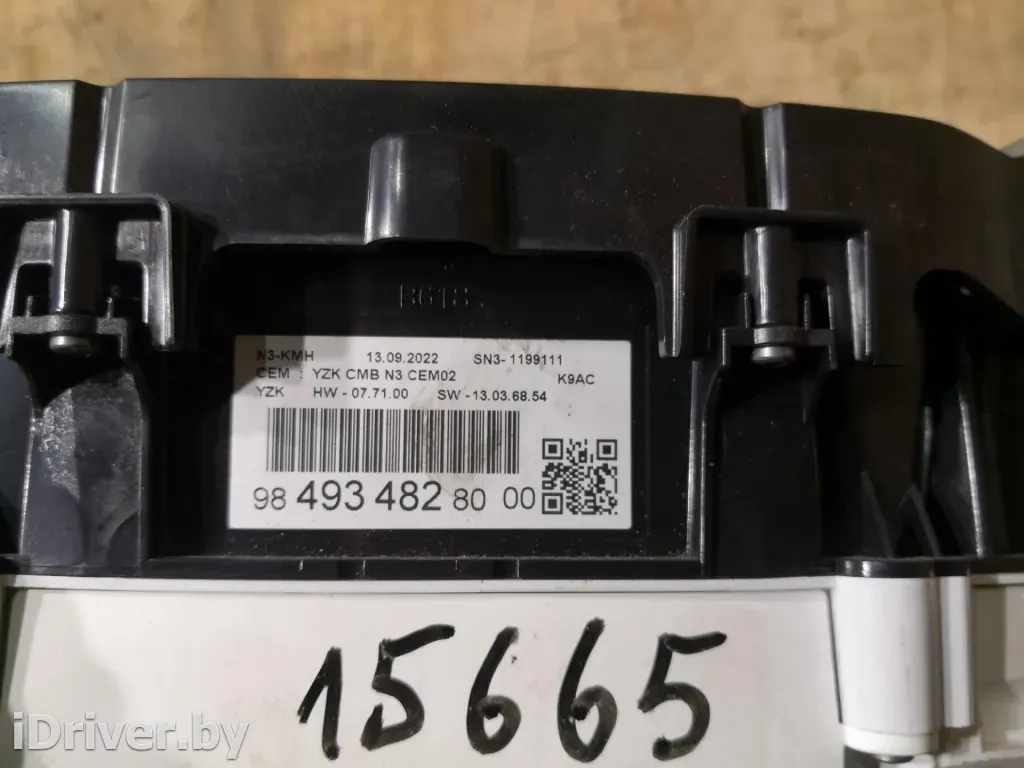 BG18
N3-KMH 13.09.2022 SN3- 1199111
CEM : YZK CMB N3 CEM02 K9AC
YZK HW - 07.71.00 SW -13.03.68.54
98 493 482 80 00
15665
iDriver.by